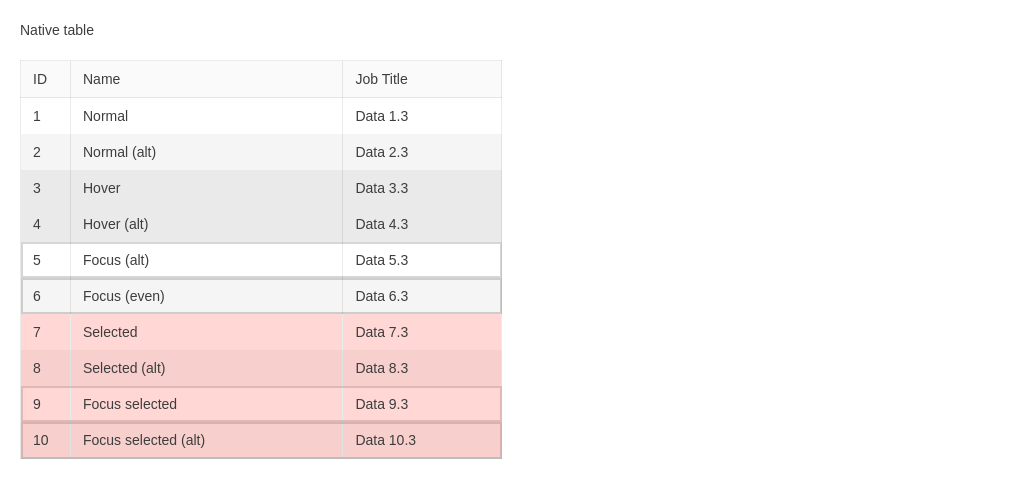 Native table
ID Name Job Title
1 Normal Data 1.3
2 Normal (alt) Data 2.3
3 Hover Data 3.3
4 Hover (alt) Data 4.3
5 Focus (alt) Data 5.3
6 Focus (even) Data 6.3
7 Selected Data 7.3
8 Selected (alt) Data 8.3
9 Focus selected Data 9.3
10 Focus selected (alt) Data 10.3